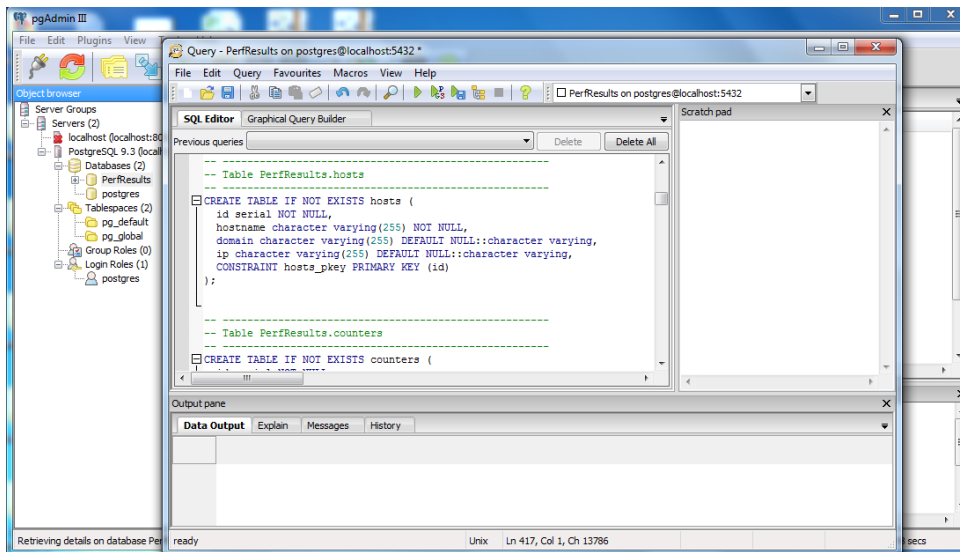 pgAdmin III
File Edit Plugins View
Object browser
Server Groups
Servers (2)
localhost (localhost:80
PostgreSQL 9.3 (local
Databases (2)
PerfResults
postgres
Tablespaces (2)
pg_default
pg_global
Group Roles (0)
Login Roles (1)
postgres
Retrieving details on database Per
Query - PerfResults on postgres@localhost:5432 *
File Edit Query Favourites Macros View Help
PerfResults on postgres@localhost:5432
SQL Editor Graphical Query Builder
Previous queries Delete Delete All
-- ----------------------------------------------------
-- Table PerfResults.hosts
-- ----------------------------------------------------
CREATE TABLE IF NOT EXISTS hosts (
id serial NOT NULL,
hostname character varying(255) NOT NULL,
domain character varying(255) DEFAULT NULL::character varying,
ip character varying(255) DEFAULT NULL::character varying,
CONSTRAINT hosts_pkey PRIMARY KEY (id)
);
-- ----------------------------------------------------
-- Table PerfResults.counters
-- ----------------------------------------------------
CREATE TABLE IF NOT EXISTS counters (
Scratch pad
Output pane
Data Output Explain Messages History
ready Unix Ln 417, Col 1, Ch 13786
secs